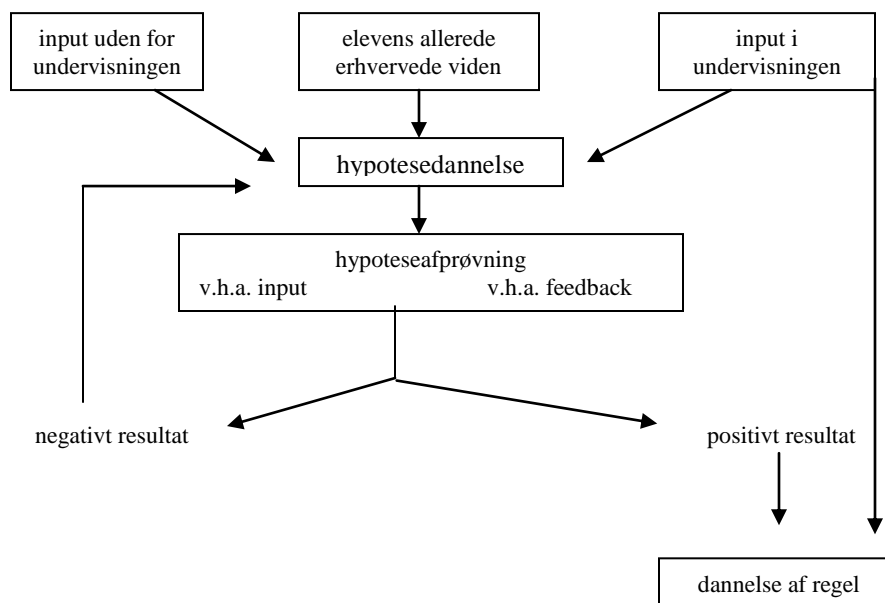 input uden for
undervisningen
elevens allerede
erhvervede viden
input i
undervisningen
hypotesedannelse
hypoteseafprøvning
v.h.a. input v.h.a. feedback
negativt resultat
positivt resultat
dannelse af regel